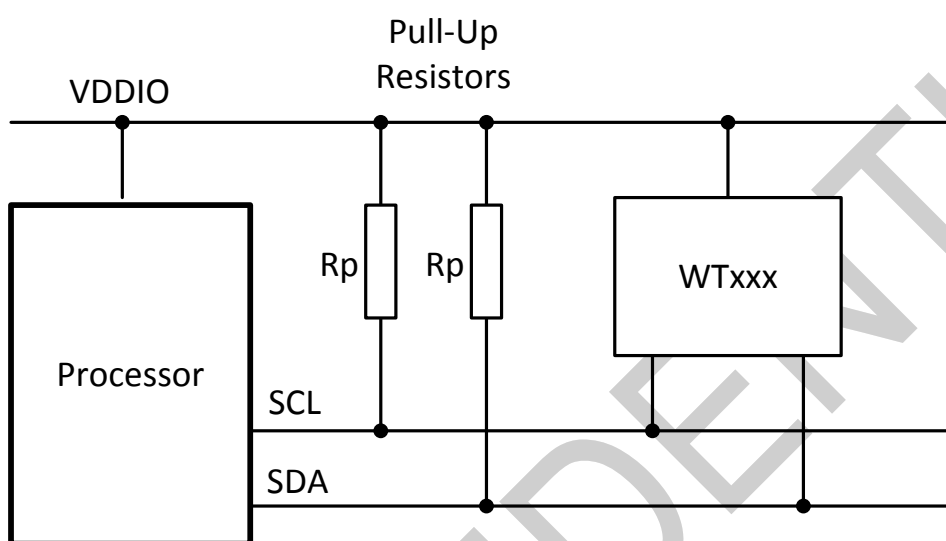 Pull-Up
Resistors
VDDIO
Rp
Rp
WTxxx
Processor
SCL
SDA